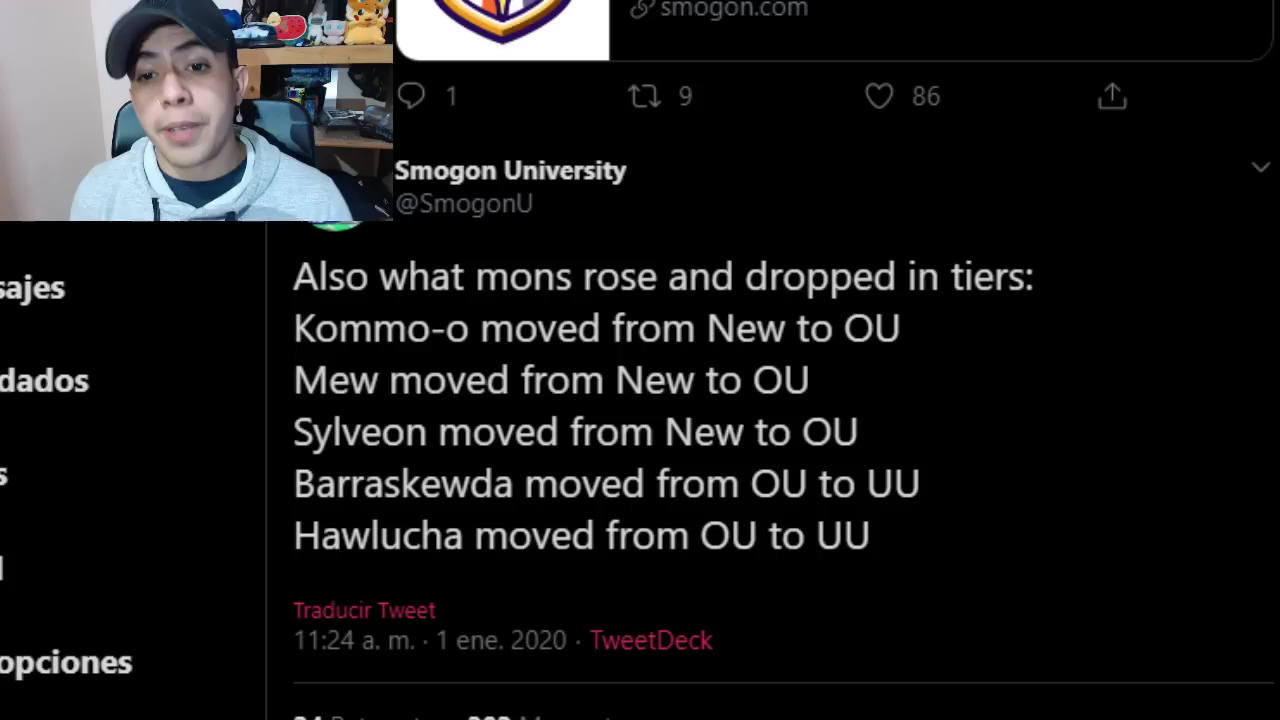 smogon.com
1 9 86
Smogon University
@SmogonU
sajes
Also what mons rose and dropped in tiers:
Kommo-o moved from New to OU
dados
Mew moved from New to OU
Sylveon moved from New to OU
s
Barraskewda moved from OU to UU
Hawlucha moved from OU to UU
Traducir Tweet
11:24 a. m. · 1 ene. 2020 · TweetDeck
opciones